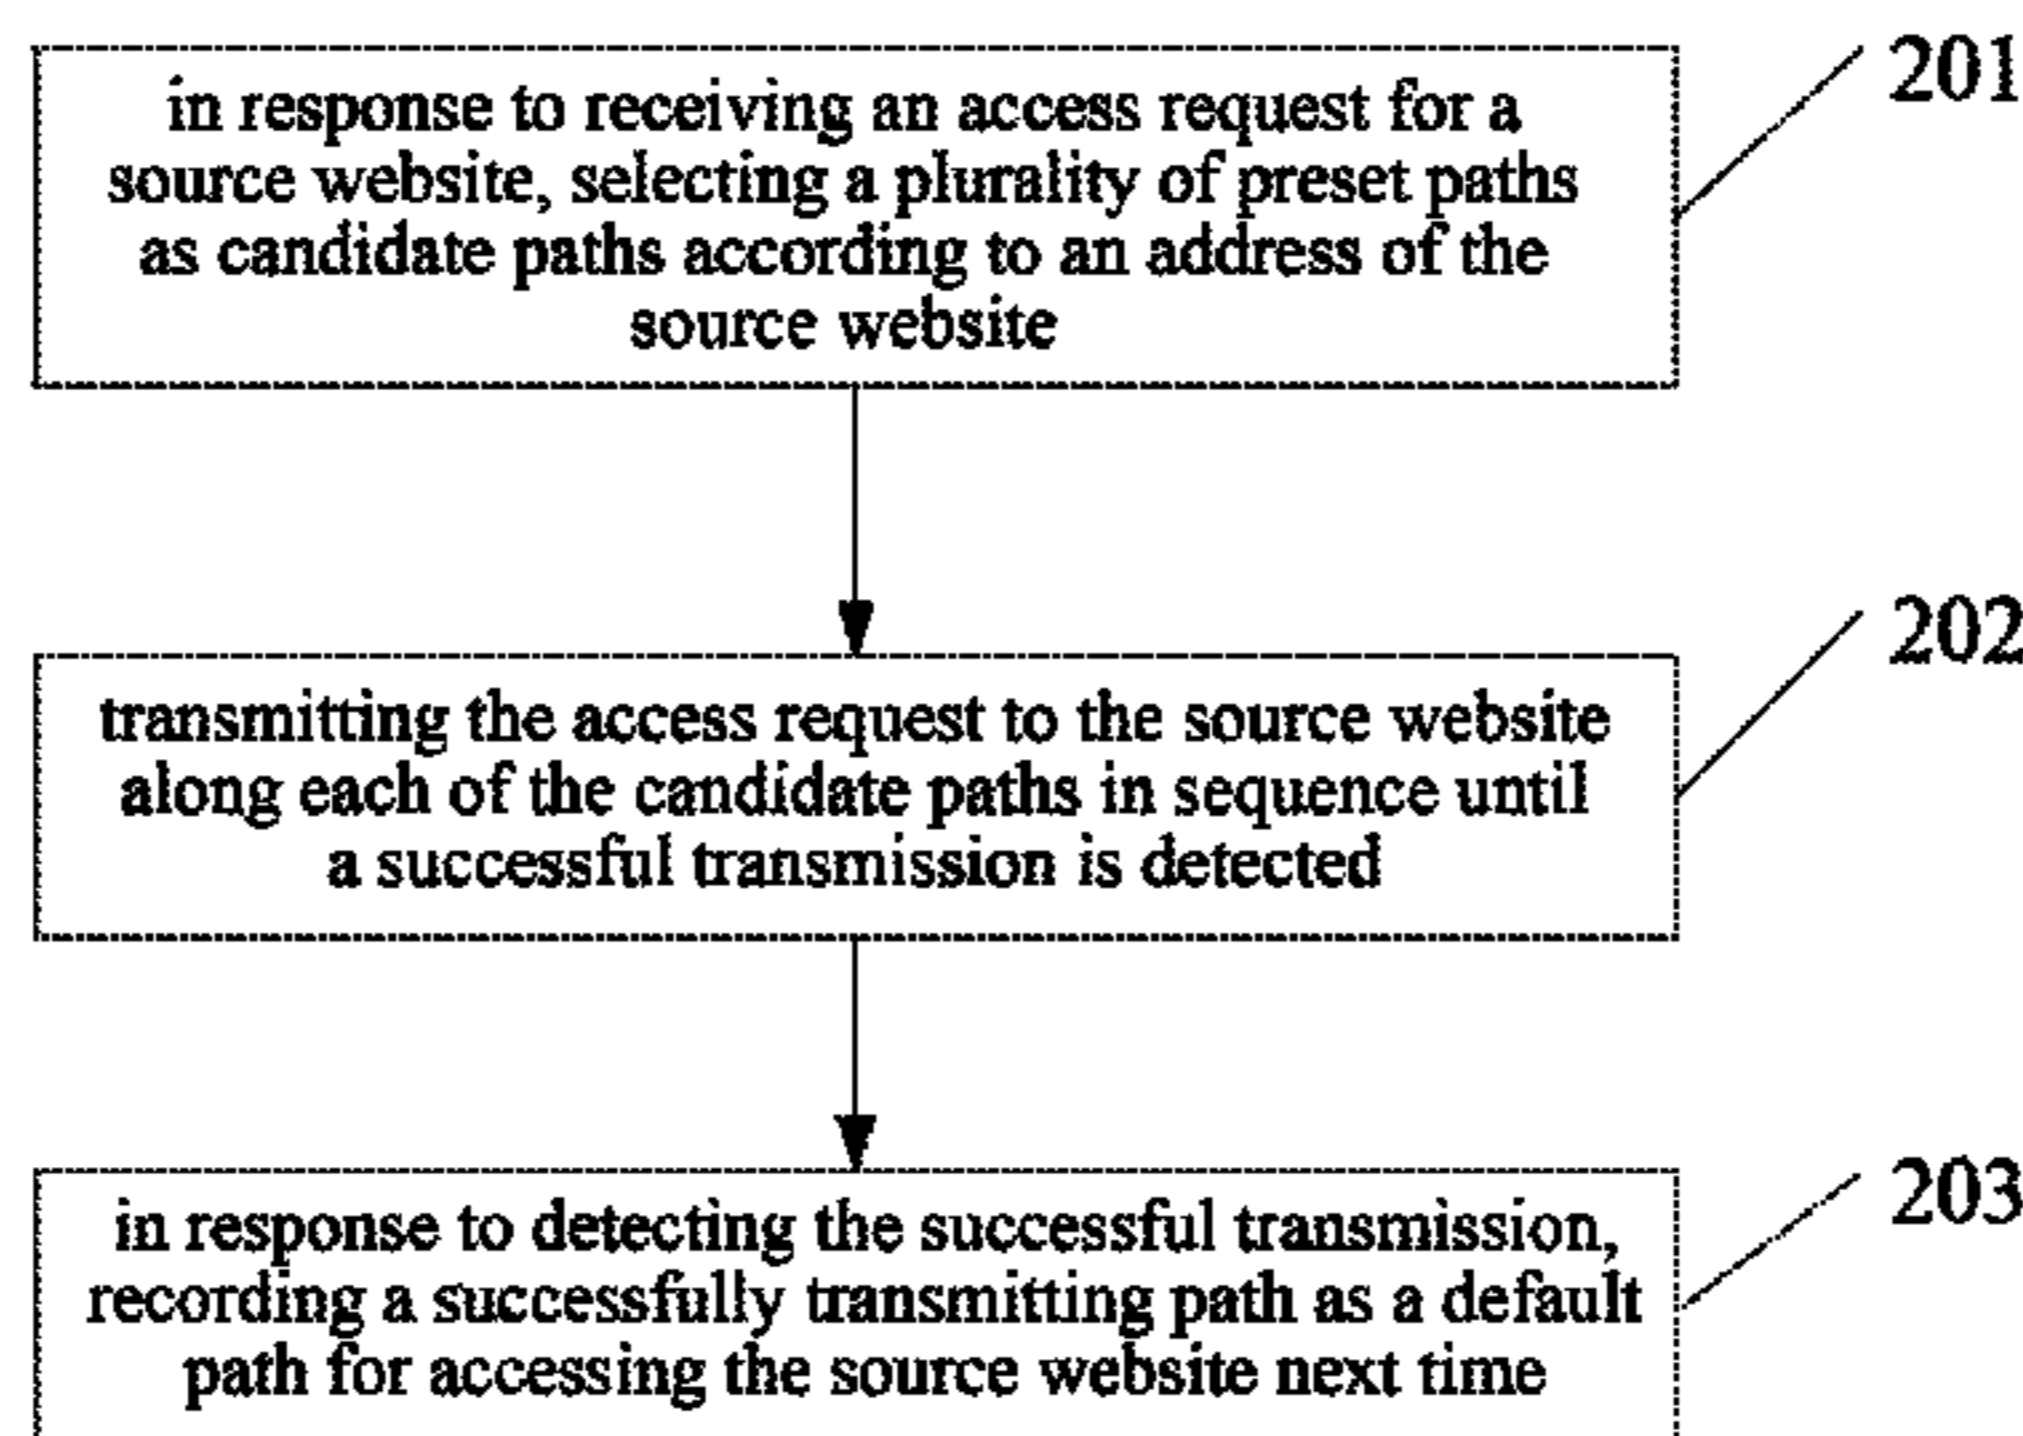 in response to receiving an access request for a
source website, selecting a plurality of preset paths
as candidate paths according to an address of the
source website
201
transmitting the access request to the source website
along each of the candidate paths in sequence until
a successful transmission is detected
202
in response to detecting the successful transmission,
recording a successfully transmitting path as a default
path for accessing the source website next time
203